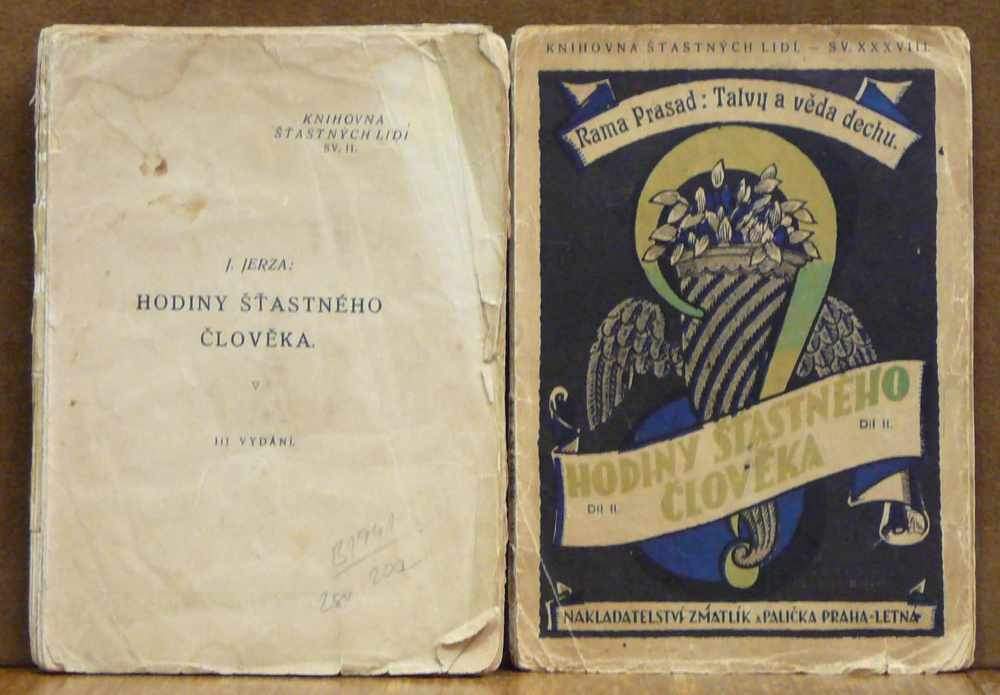 KNIHOVNA
ŠŤASTNÝCH LIDÍ
SV. II.
J. JERZA:
HODINY ŠŤASTNÉHO
ČLOVĚKA.
III VYDÁNÍ.
200
KNIHOVNA ŠŤASTNÝCH LIDÍ. – SV. XXXVIII.
Rama Prasad: Talvy a věda dechu.
HODINY ŠŤASTNÉHO
ČLOVĚKA
Díl II.
Díl II.
NAKLADATELSTVÍ ZMATLÍK A PALIČKA PRAHA-LETNÁ